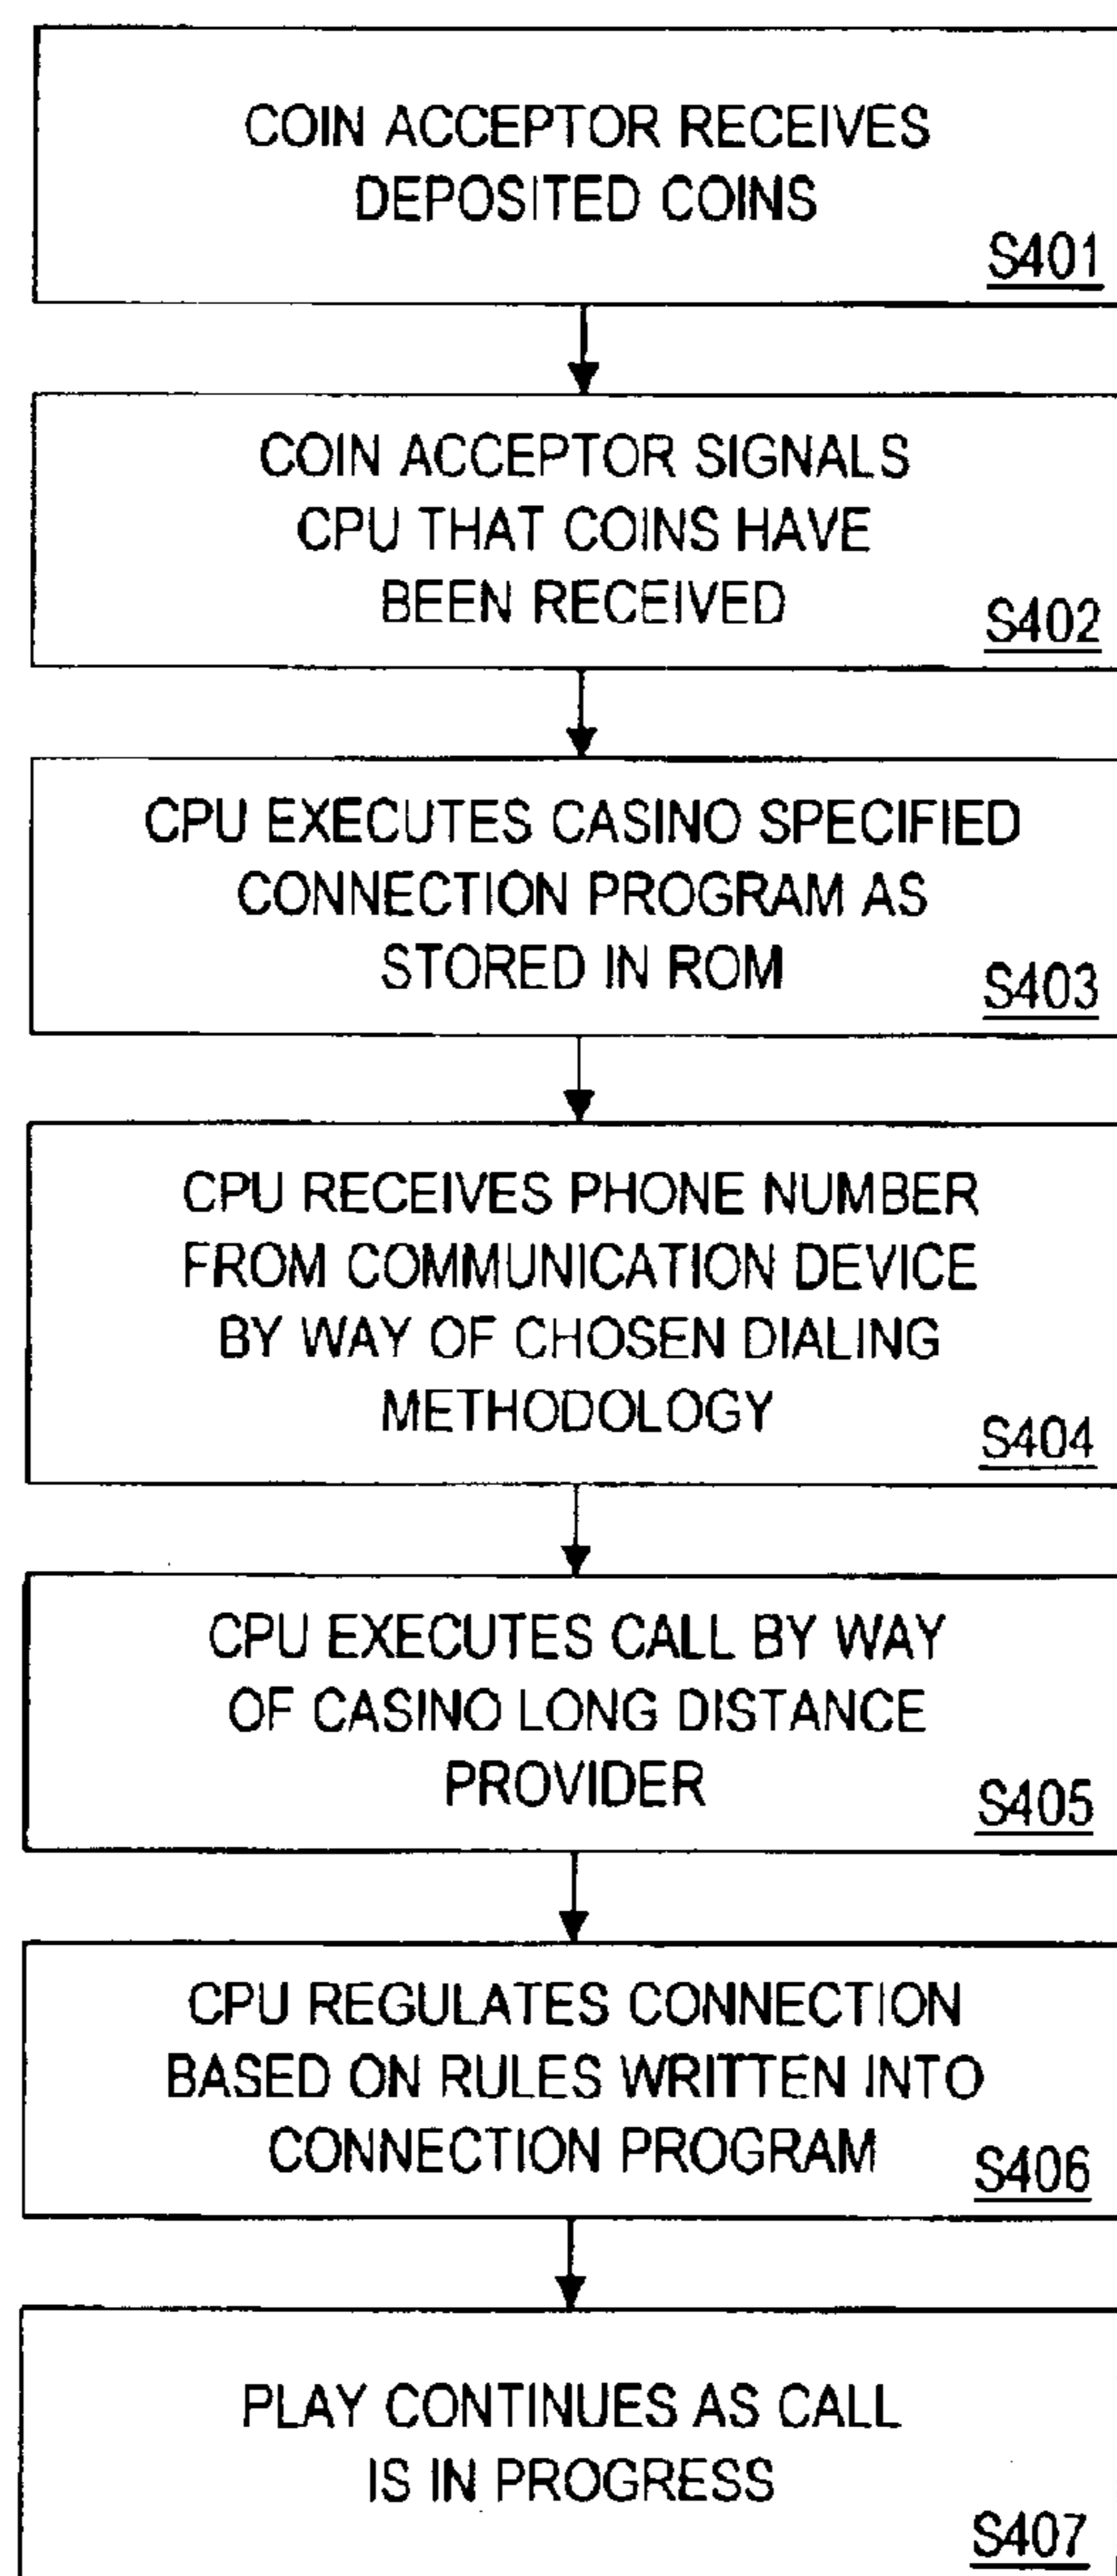 COIN ACCEPTOR RECEIVES
DEPOSITED COINS
S401
COIN ACCEPTOR SIGNALS
CPU THAT COINS HAVE
BEEN RECEIVED
S402
CPU EXECUTES CASINO SPECIFIED
CONNECTION PROGRAM AS
STORED IN ROM
S403
CPU RECEIVES PHONE NUMBER
FROM COMMUNICATION DEVICE
BY WAY OF CHOSEN DIALING
METHODOLOGY
S404
CPU EXECUTES CALL BY WAY
OF CASINO LONG DISTANCE
PROVIDER
S405
CPU REGULATES CONNECTION
BASED ON RULES WRITTEN INTO
CONNECTION PROGRAM
S406
PLAY CONTINUES AS CALL
IS IN PROGRESS
S407